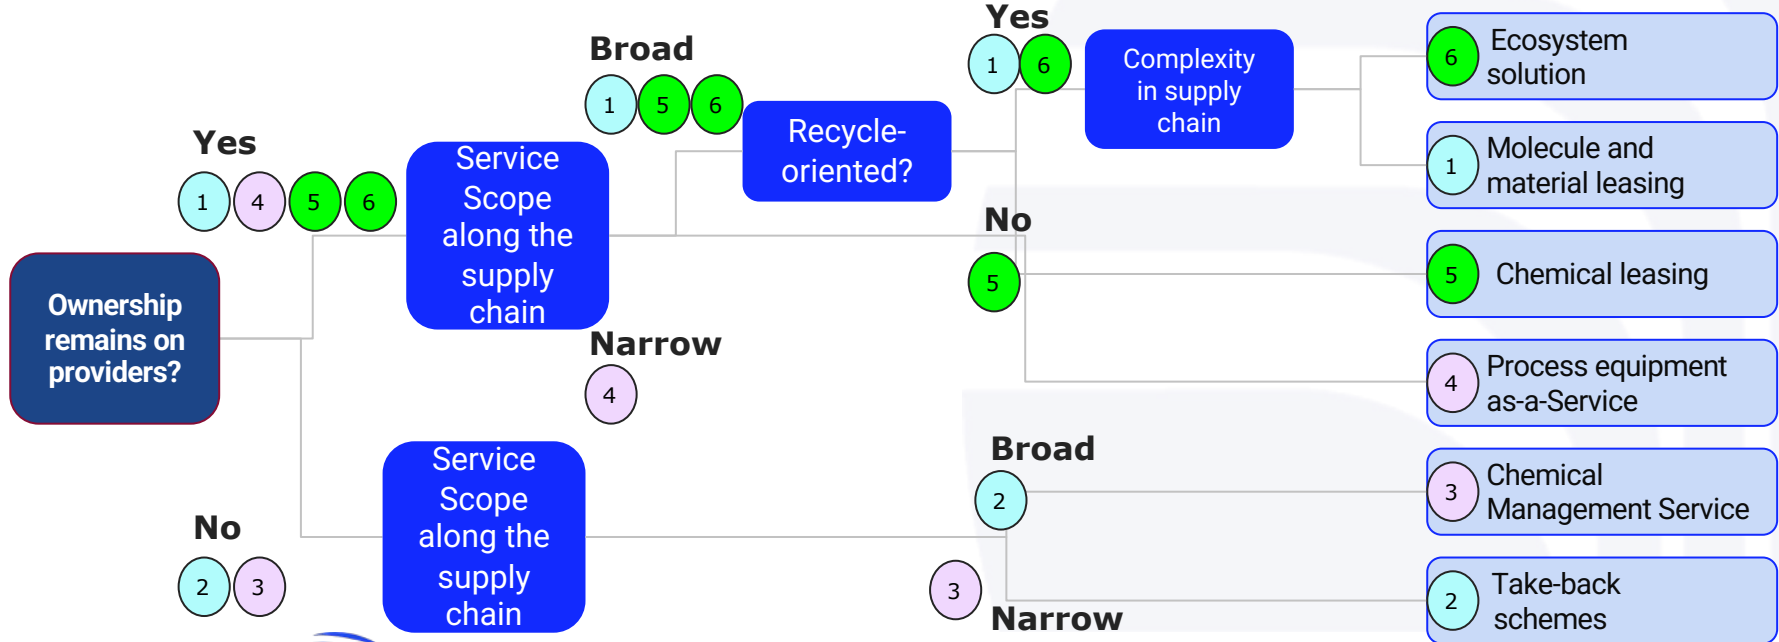 Yes
Broad
1 6
Complexity
in supply
chain
6
Ecosystem
solution
1 5 6
Recycle-
oriented?
Yes
1 4 5 6
Service
Scope
along the
supply
chain
1
Molecule and
material leasing
No
5
5
Chemical leasing
Ownership
remains on
providers?
Narrow
4
4
Process equipment
as-a-Service
Service
Scope
along the
supply
chain
Broad
2
3
Chemical
Management Service
No
2 3
3
Narrow
2
Take-back
schemes